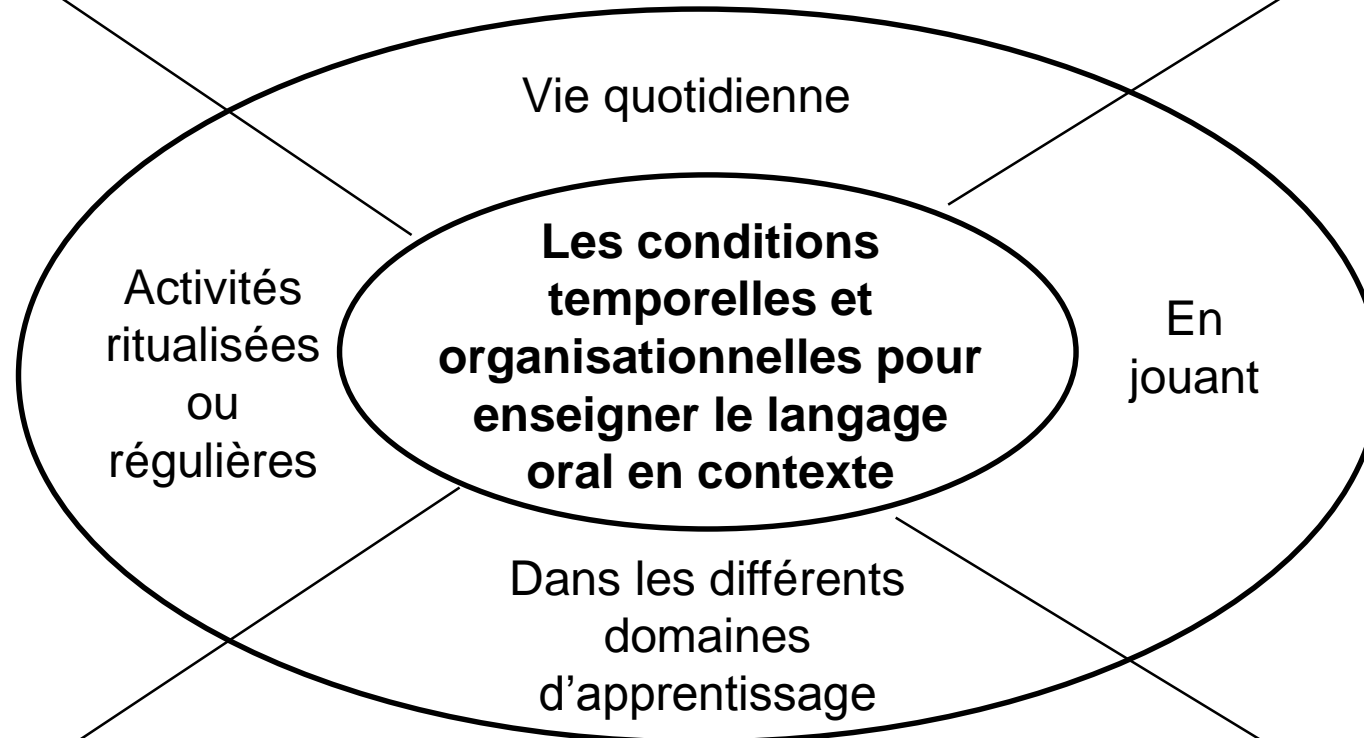 Vie quotidienne
Les conditions
temporelles et
organisationnelles pour
enseigner le langage
oral en contexte
Activités
ritualisées
ou
régulières
En
jouant
Dans les différents
domaines
d’apprentissage